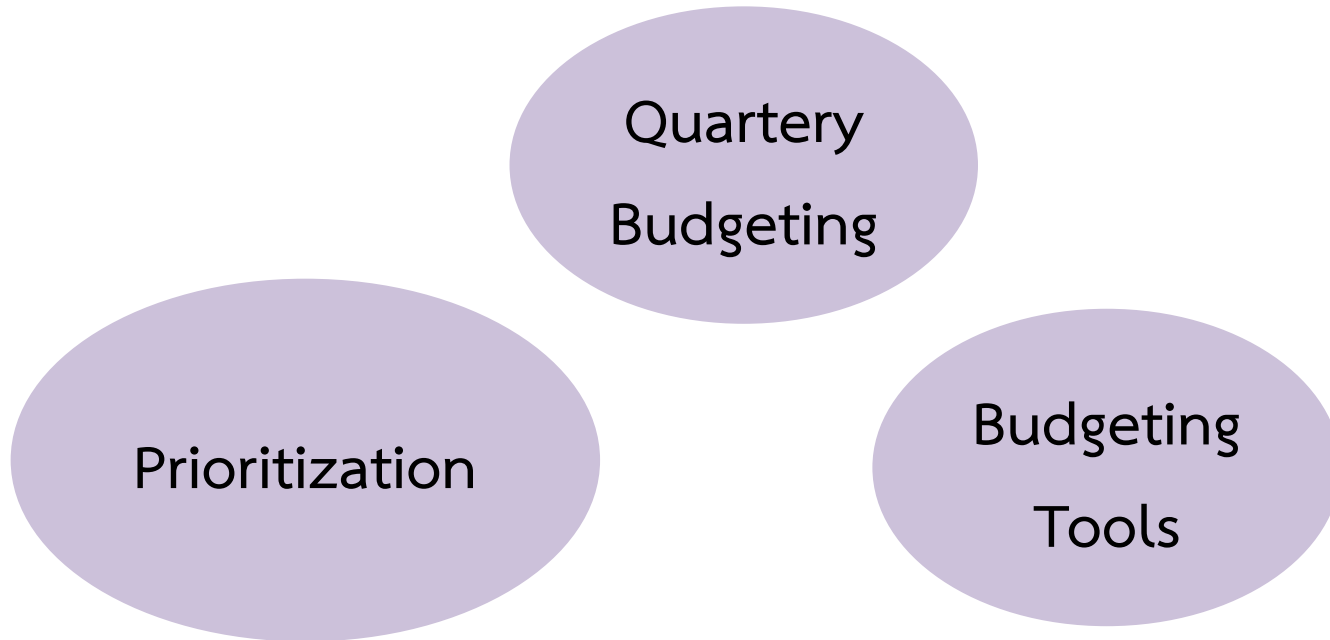 Quartery
Budgeting
Prioritization
Budgeting
Tools